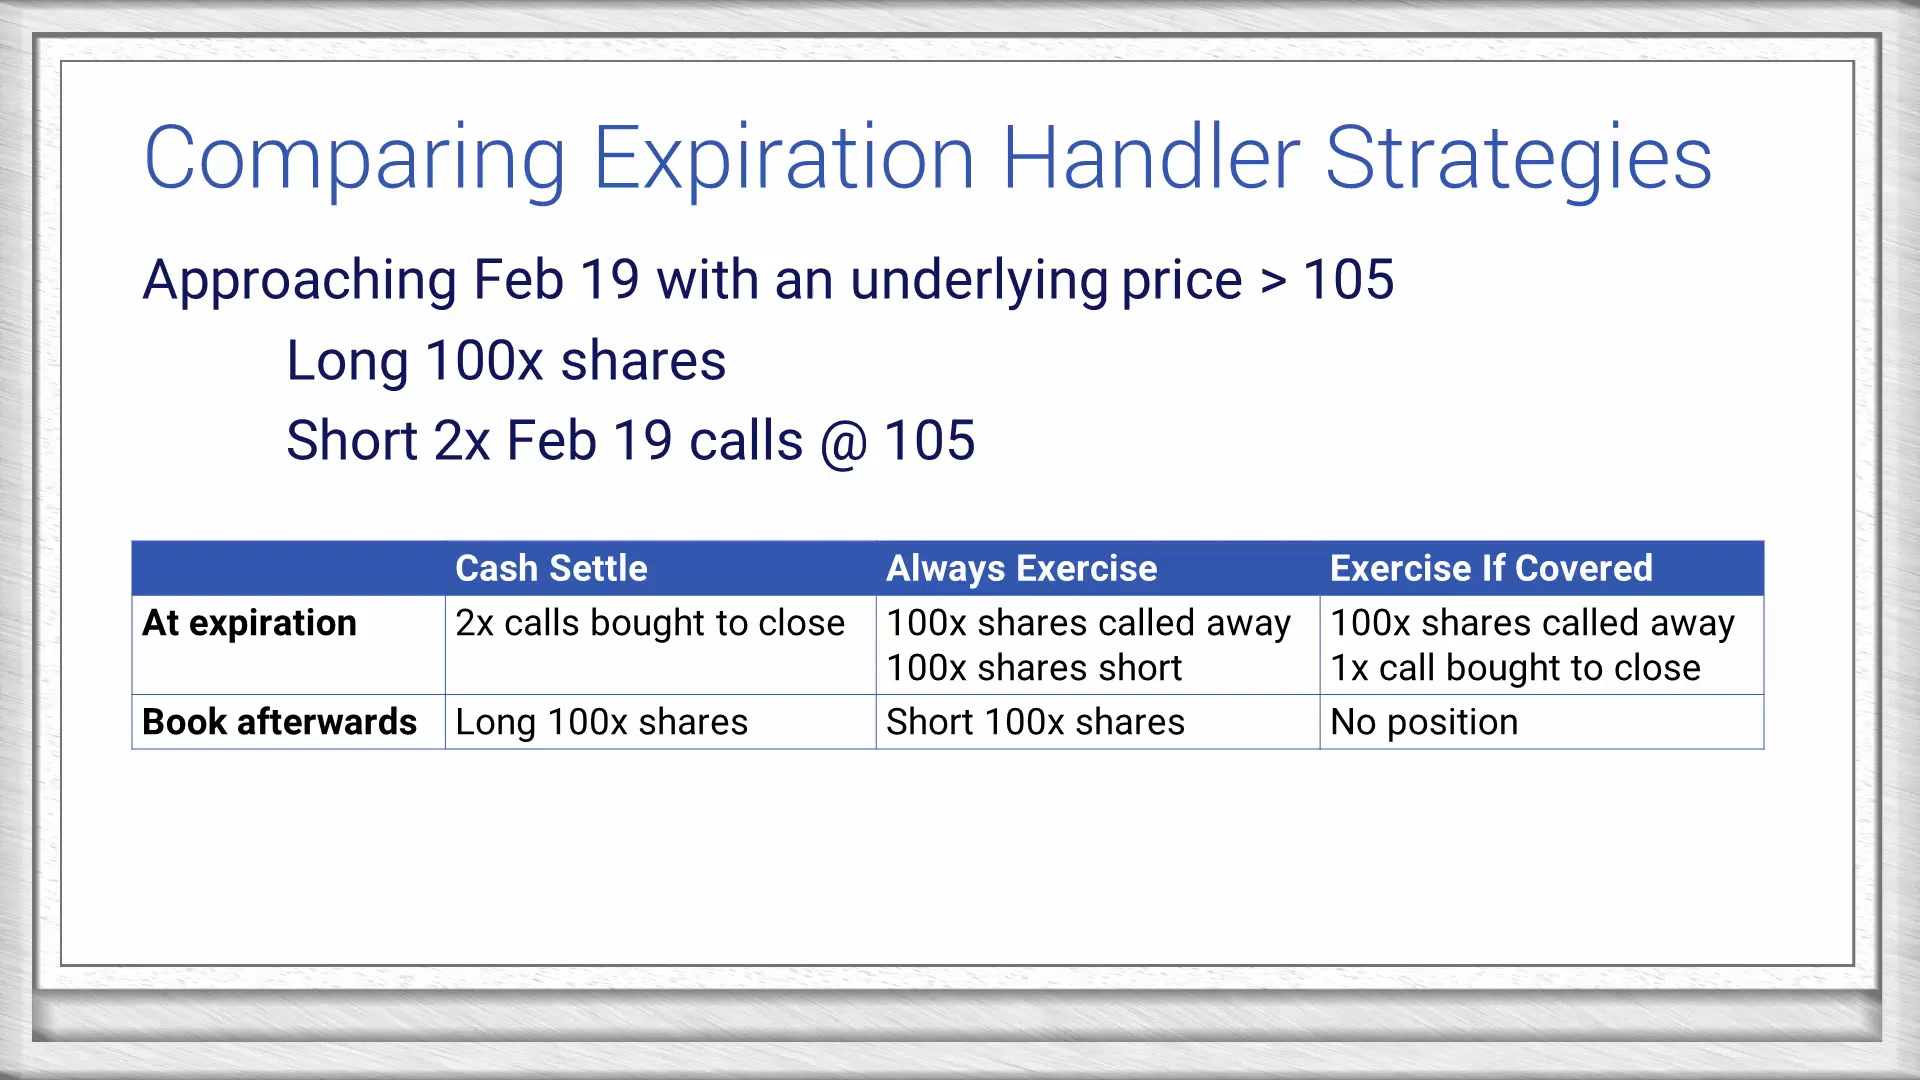 Comparing Expiration Handler Strategies
Approaching Feb 19 with an underlying price > 105
Long 100x shares
Short 2x Feb 19 calls @ 105
Cash Settle Always Exercise Exercise If Covered
At expiration 2x calls bought to close 100x shares called away 100x shares called away
100x shares short 1x call bought to close
Book afterwards Long 100x shares Short 100x shares No position